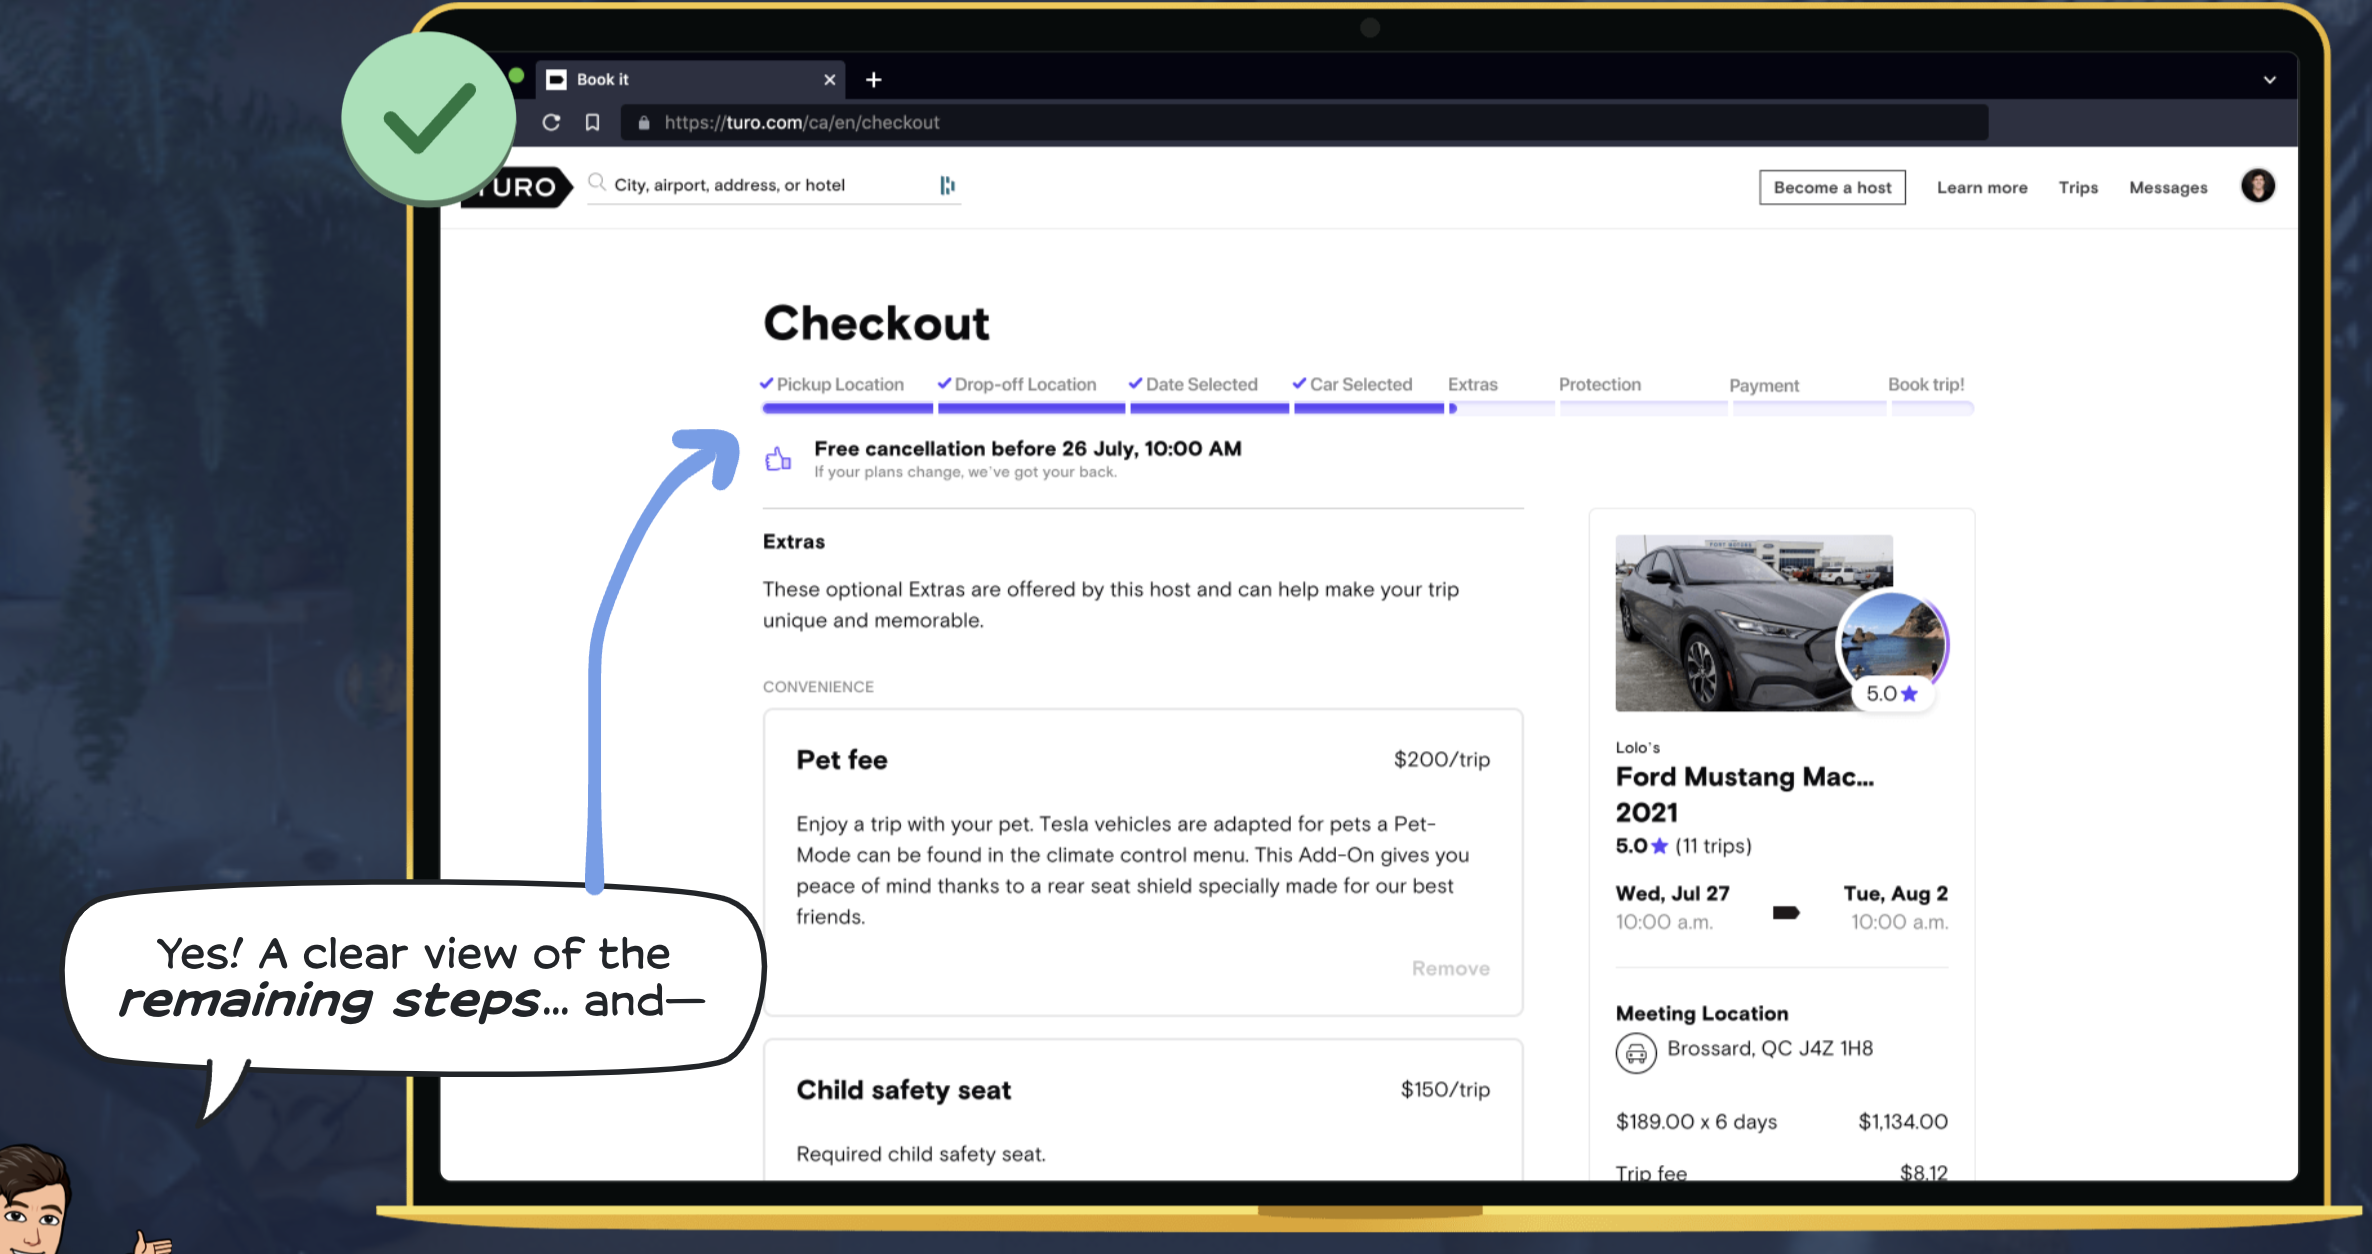 Book it
https://turo.com/ca/en/checkout
TURO
City, airport, address, or hotel
Become a host
Learn more
Trips
Messages
Checkout
Pickup Location
Drop-off Location
Date Selected
Car Selected
Extras
Protection
Payment
Book trip!
Free cancellation before 26 July, 10:00 AM
If your plans change, we've got your back.
Extras
These optional Extras are offered by this host and can help make your trip
unique and memorable.
CONVENIENCE
Pet fee
$200/trip
Enjoy a trip with your pet. Tesla vehicles are adapted for pets a Pet-
Mode can be found in the climate control menu. This Add-On gives you
peace of mind thanks to a rear seat shield specially made for our best
friends.
Remove
Child safety seat
$150/trip
Required child safety seat.
5.0
Lolo's
Ford Mustang Mac...
2021
5.0 (11 trips)
Wed, Jul 27
Tue, Aug 2
10:00 a.m.
10:00 a.m.
Meeting Location
Brossard, QC J4Z 1H8
$189.00 x 6 days
$1,134.00
Trip fee
$8.12
Yes! A clear view of the
remaining steps... and—